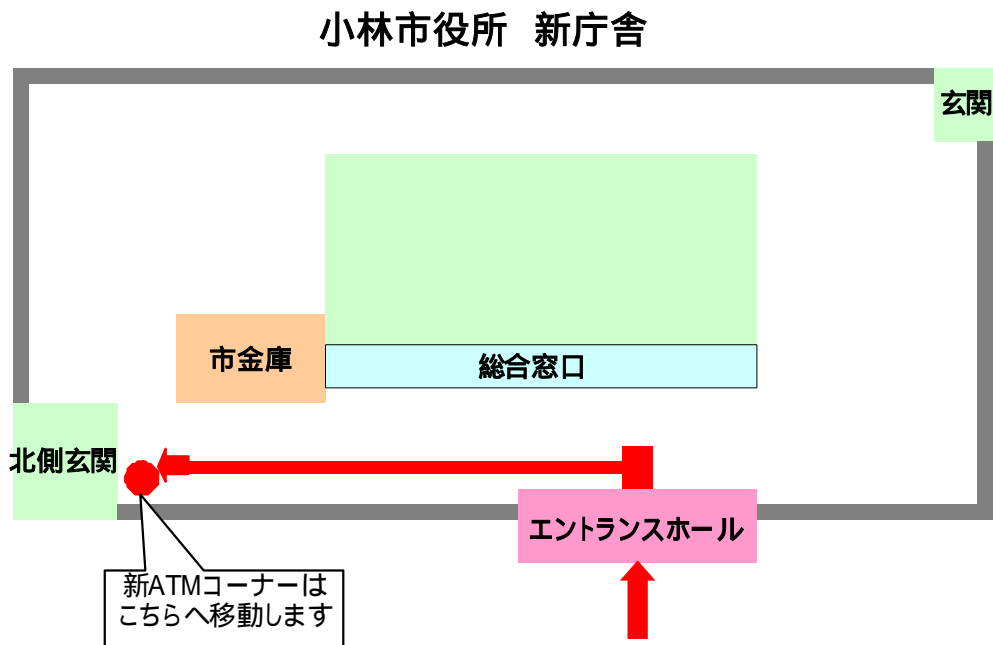 小林市役所　新庁舎
玄関
市金庫
総合窓口
北側玄関
エントランスホール
新ATMコーナーは
こちらへ移動します